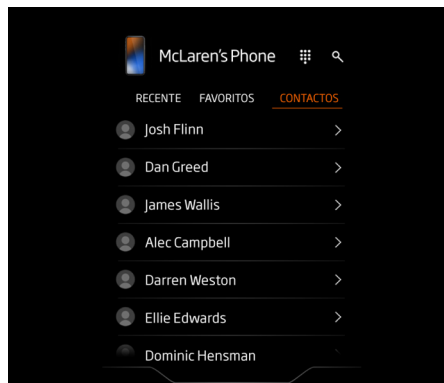 McLaren's Phone
RECENTE FAVORITOS CONTACTOS
Josh Flinn
Dan Greed
James Wallis
Alec Campbell
Darren Weston
Ellie Edwards
Dominic Hensman